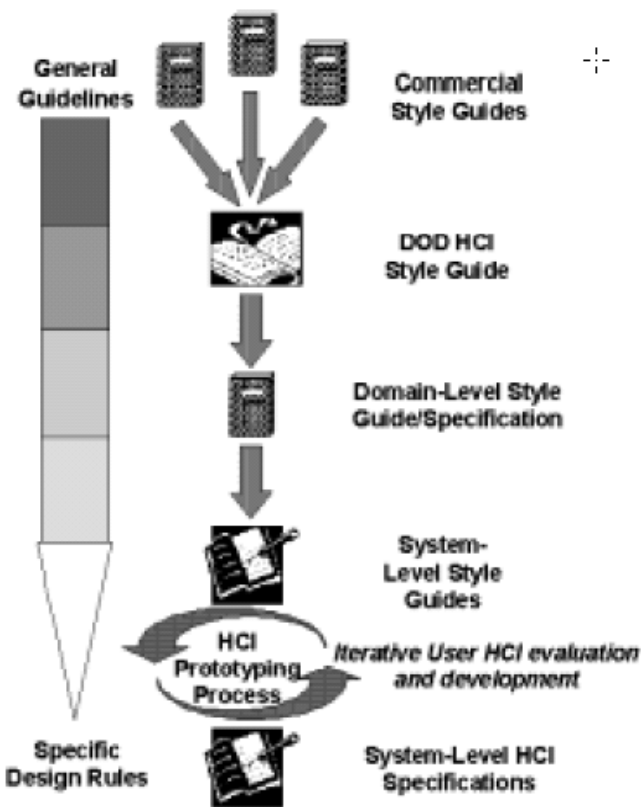 General
Guidelines
Commercial
Style Guides
DOD HCI
Style Guide
Domain-Level Style
Guide/Specification
System-
Level Style
Guides
HCI
Prototyping
Process
Iterative User HCI evaluation
and development
Specific
Design Rules
System-Level HCI
Specifications